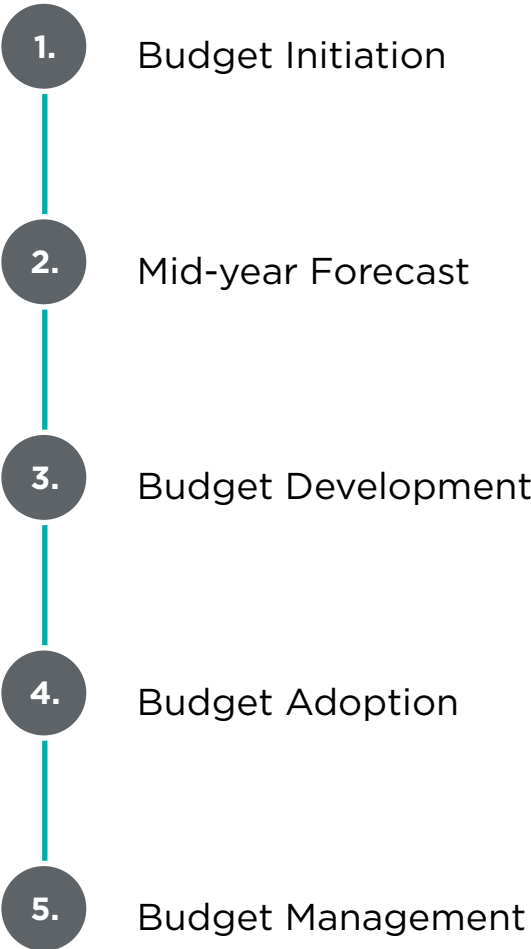 1. Budget Initiation
2. Mid-year Forecast
3. Budget Development
4. Budget Adoption
5. Budget Management